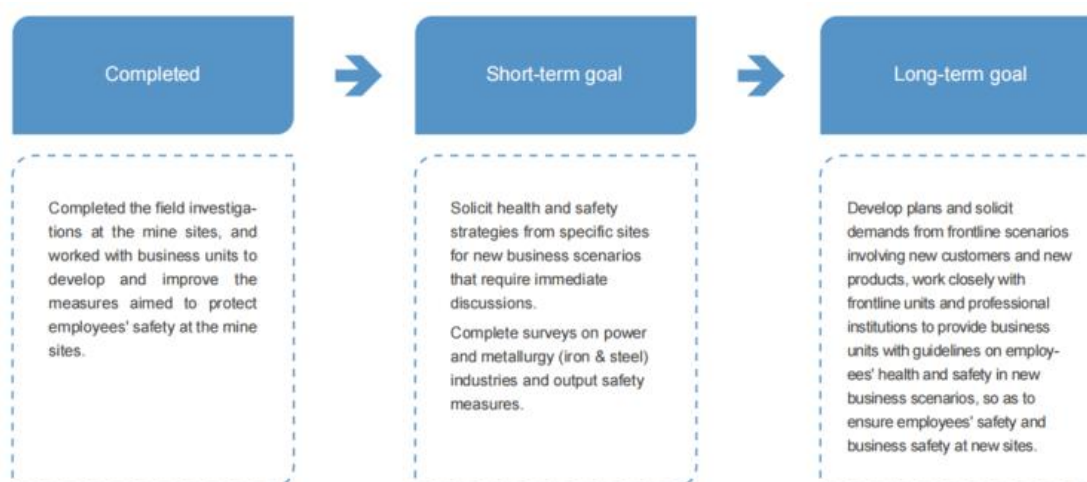 Completed
Short-term goal
Long-term goal
Completed the field investiga-
tions at the mine sites, and
worked with business units to
develop and improve the
measures aimed to protect
employees' safety at the mine
sites.
Solicit health and safety
strategies from specific sites
for new business scenarios
that require immediate
discussions.
Complete surveys on power
and metallurgy (iron & steel)
industries and output safety
measures.
Develop plans and solicit
demands from frontline scenarios
involving new customers and new
products, work closely with
frontline units and professional
institutions to provide business
units with guidelines on employ-
ees' health and safety in new
business scenarios, so as to
ensure employees' safety and
business safety at new sites.